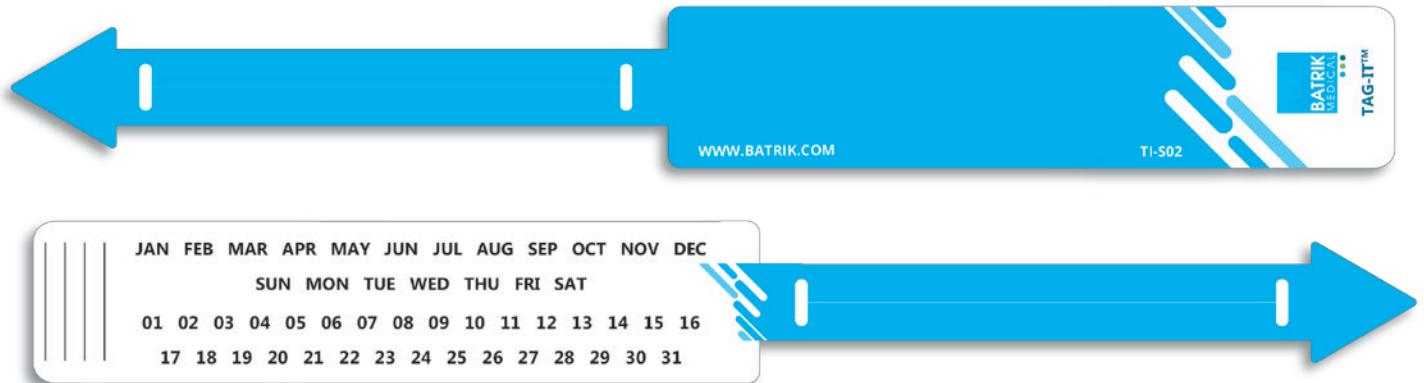 WWW.BATRIK.COM
TI-S02
BATRIK
MEDICAL
TAG-IT™
JAN FEB MAR APR MAY JUN JUL AUG SEP OCT NOV DEC
SUN MON TUE WED THU FRI SAT
01 02 03 04 05 06 07 08 09 10 11 12 13 14 15 16
17 18 19 20 21 22 23 24 25 26 27 28 29 30 31